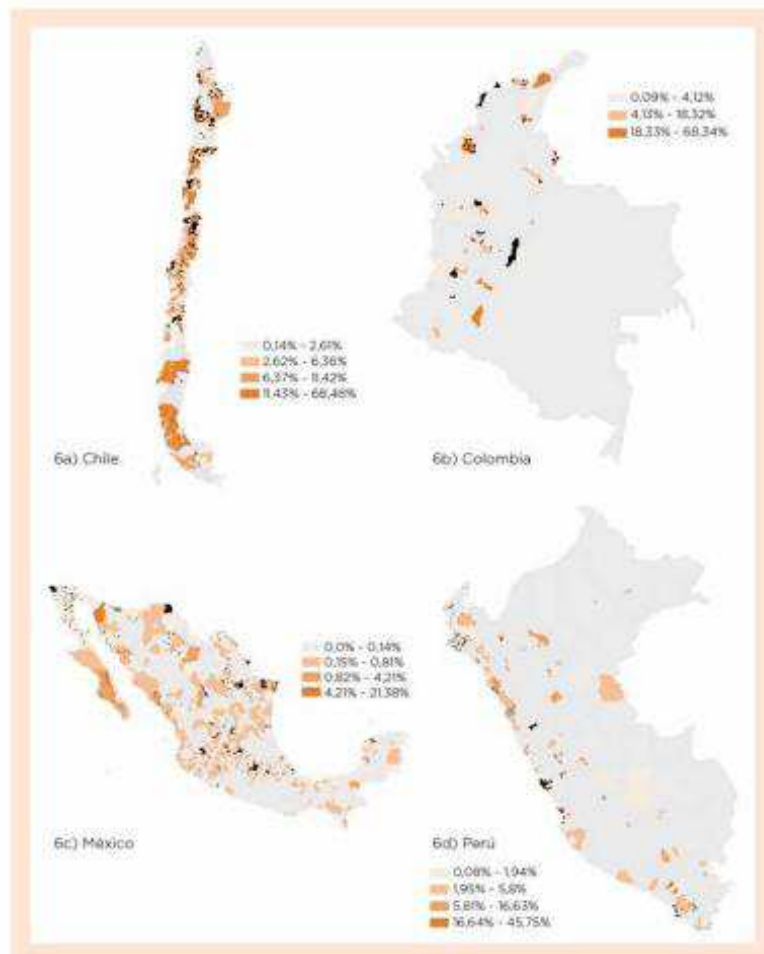 0,09% - 4,12%
4,13% - 18,32%
18,33% - 68,34%
0,14% - 2,61%
2,62% - 6,36%
6,37% - 11,42%
11,43% - 68,48%
6a) Chile
6b) Colombia
0,0% - 0,14%
0,15% - 0,81%
0,82% - 4,21%
4,21% - 21,38%
6c) México
6d) Perú
0,08% - 1,94%
1,95% - 5,8%
5,81% - 16,63%
16,64% - 45,75%